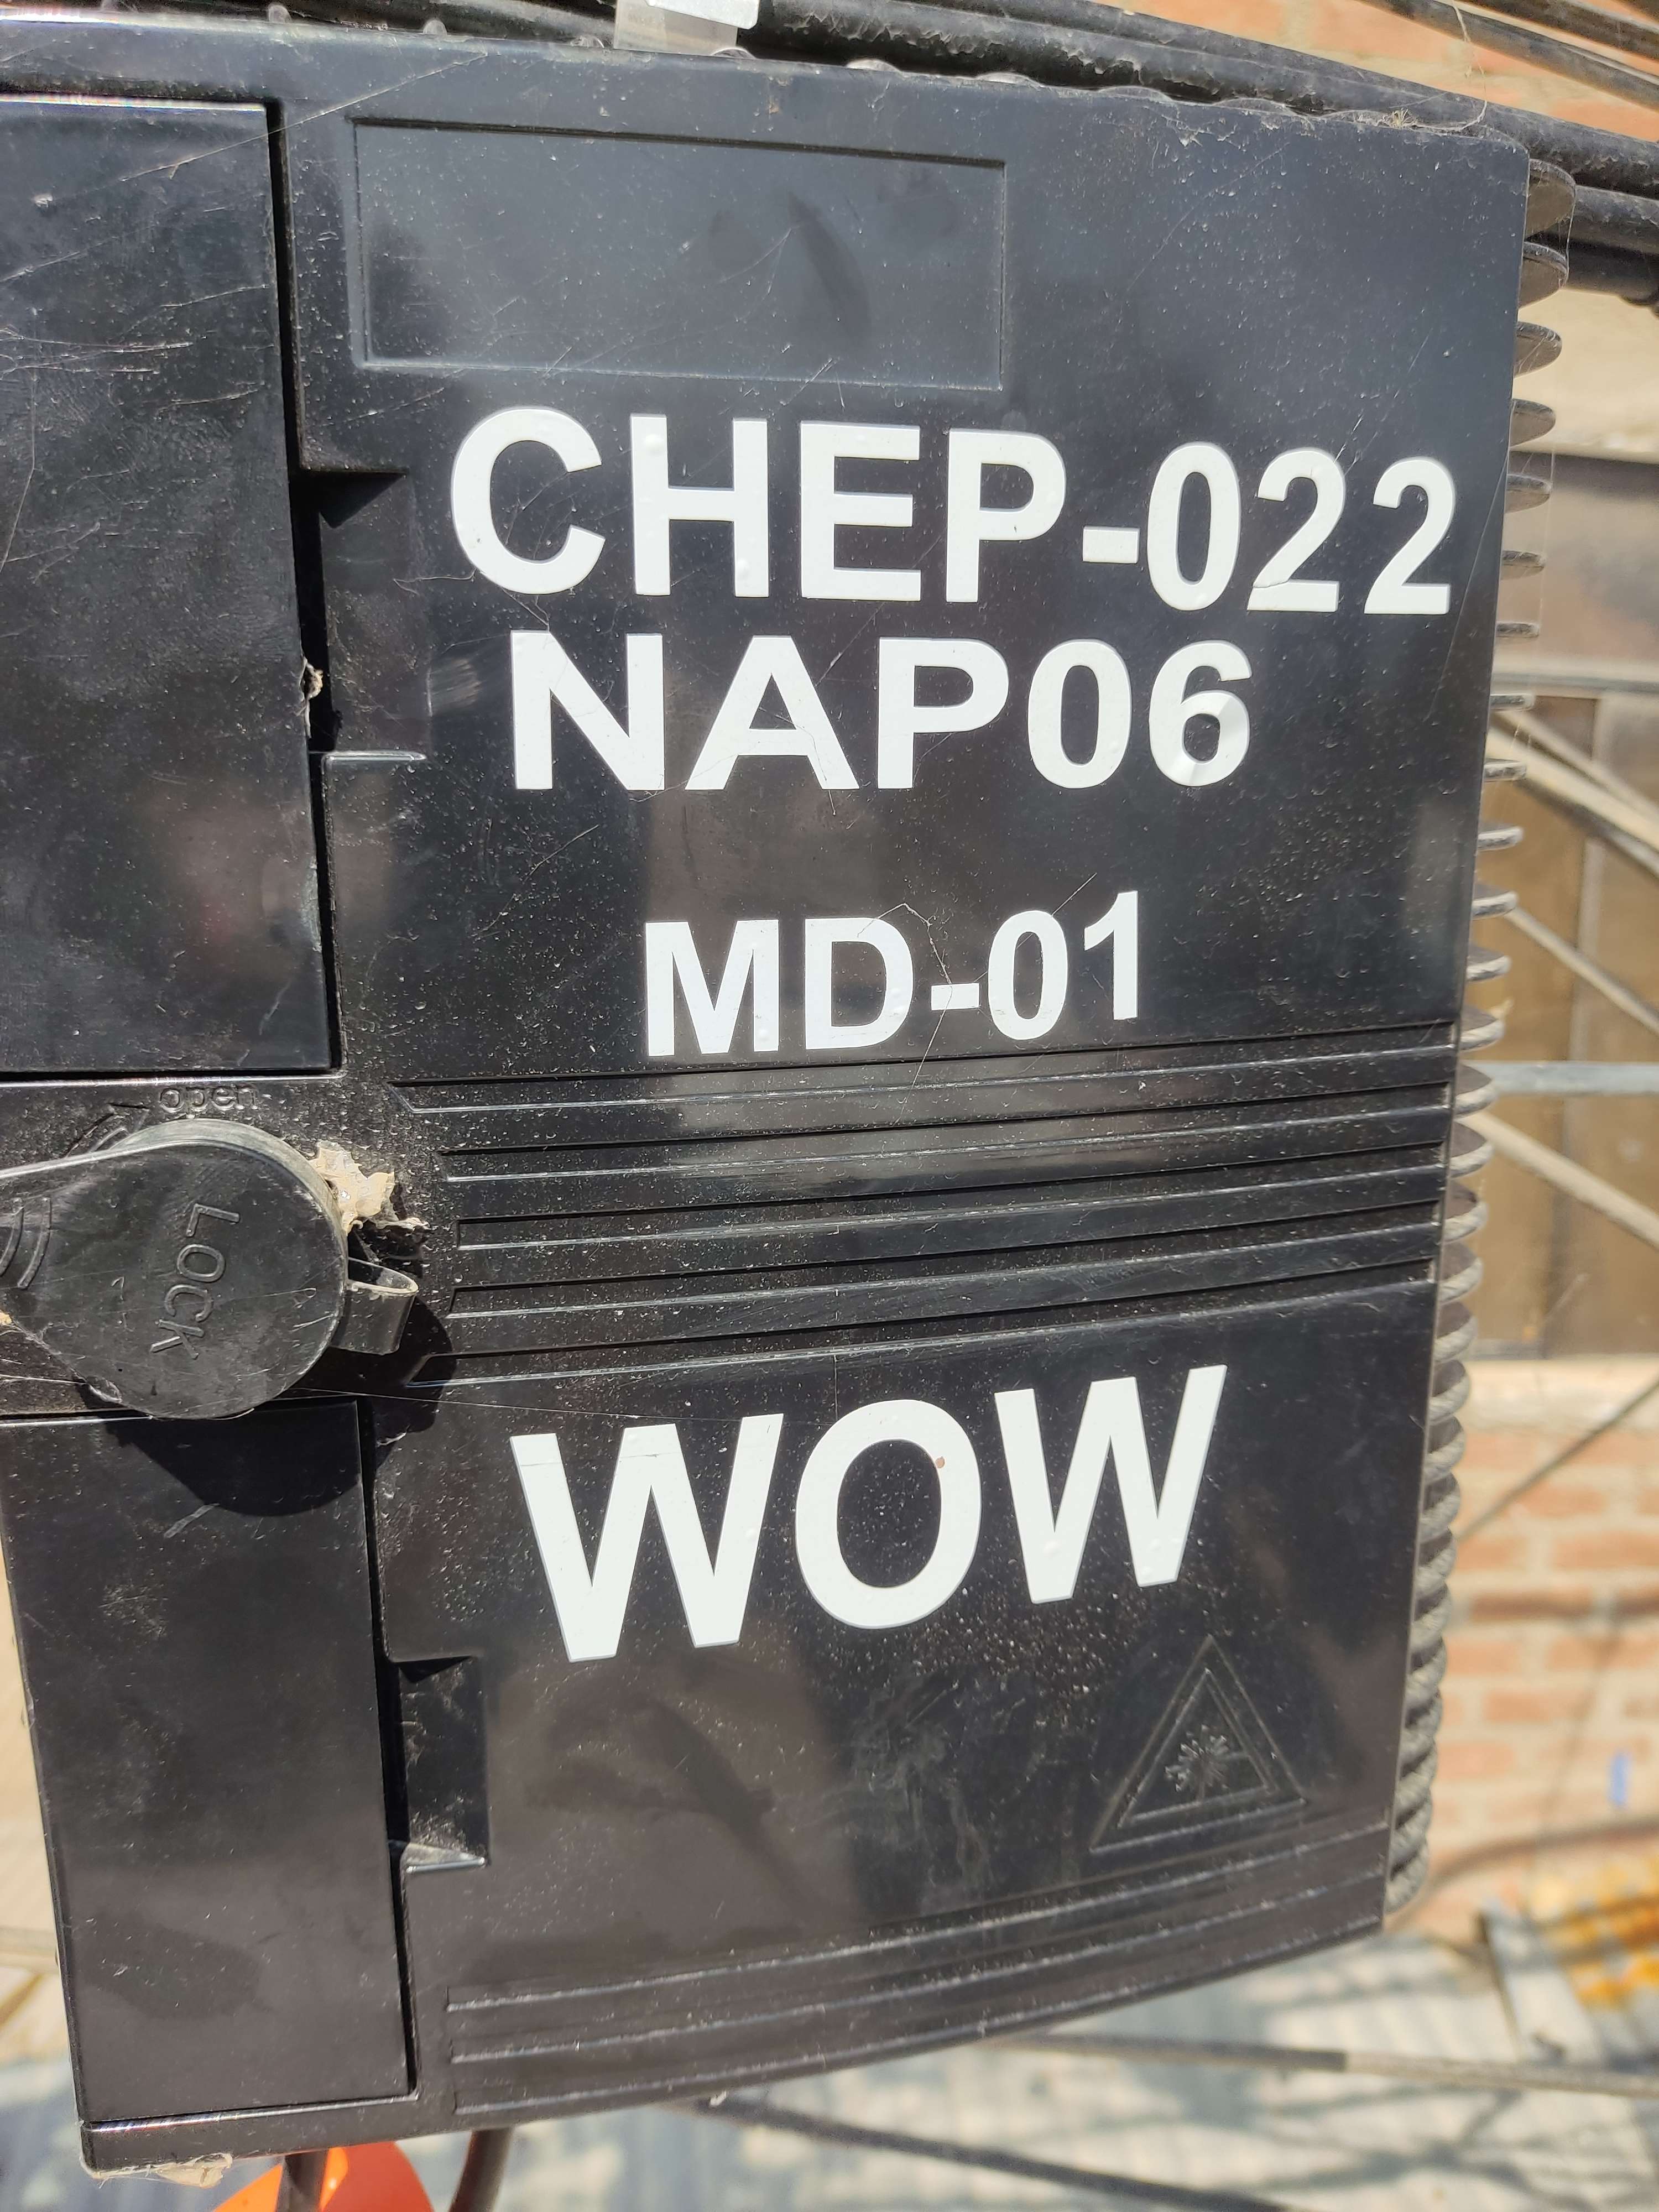 CHEP-022
NAP06
MD-01
open
LOCK
WOW